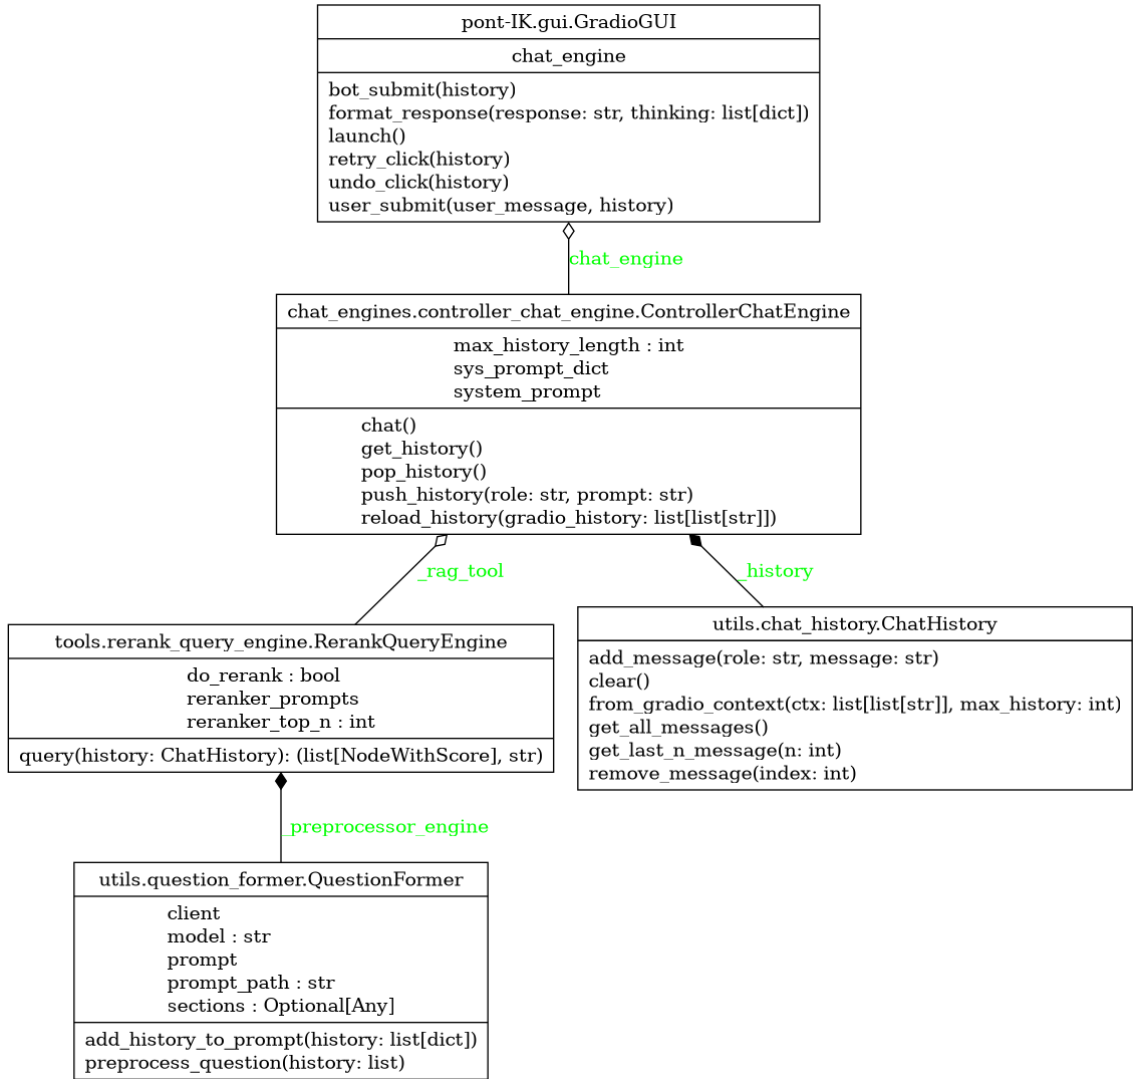 pont-IK.gui.GradioGUI
chat_engine
bot_submit(history)
format_response(response: str, thinking: list[dict])
launch()
retry_click(history)
undo_click(history)
user_submit(user_message, history)
chat_engine
chat_engines.controller_chat_engine.ControllerChatEngine
max_history_length : int
sys_prompt_dict
system_prompt
chat()
get_history()
pop_history()
push_history(role: str, prompt: str)
reload_history(gradio_history: list[list[str]])
_rag_tool
_history
tools.rerank_query_engine.RerankQueryEngine
do_rerank : bool
reranker_prompts
reranker_top_n : int
query(history: ChatHistory): (list[NodeWithScore], str)
utils.chat_history.ChatHistory
add_message(role: str, message: str)
clear()
from_gradio_context(ctx: list[list[str]], max_history: int)
get_all_messages()
get_last_n_message(n: int)
remove_message(index: int)
_preprocessor_engine
utils.question_former.QuestionFormer
client
model : str
prompt
prompt_path : str
sections : Optional[Any]
add_history_to_prompt(history: list[dict])
preprocess_question(history: list)